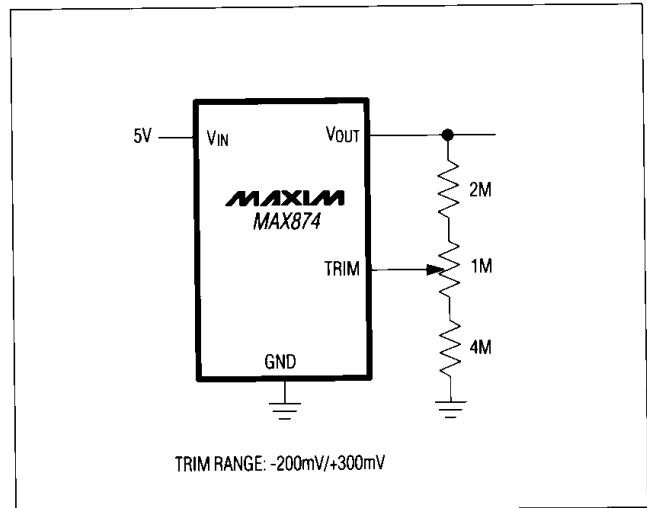 5V
VIN
VOUT
2M
MAXIM
MAX874
TRIM
1M
4M
GND
TRIM RANGE: -200mV/+300mV